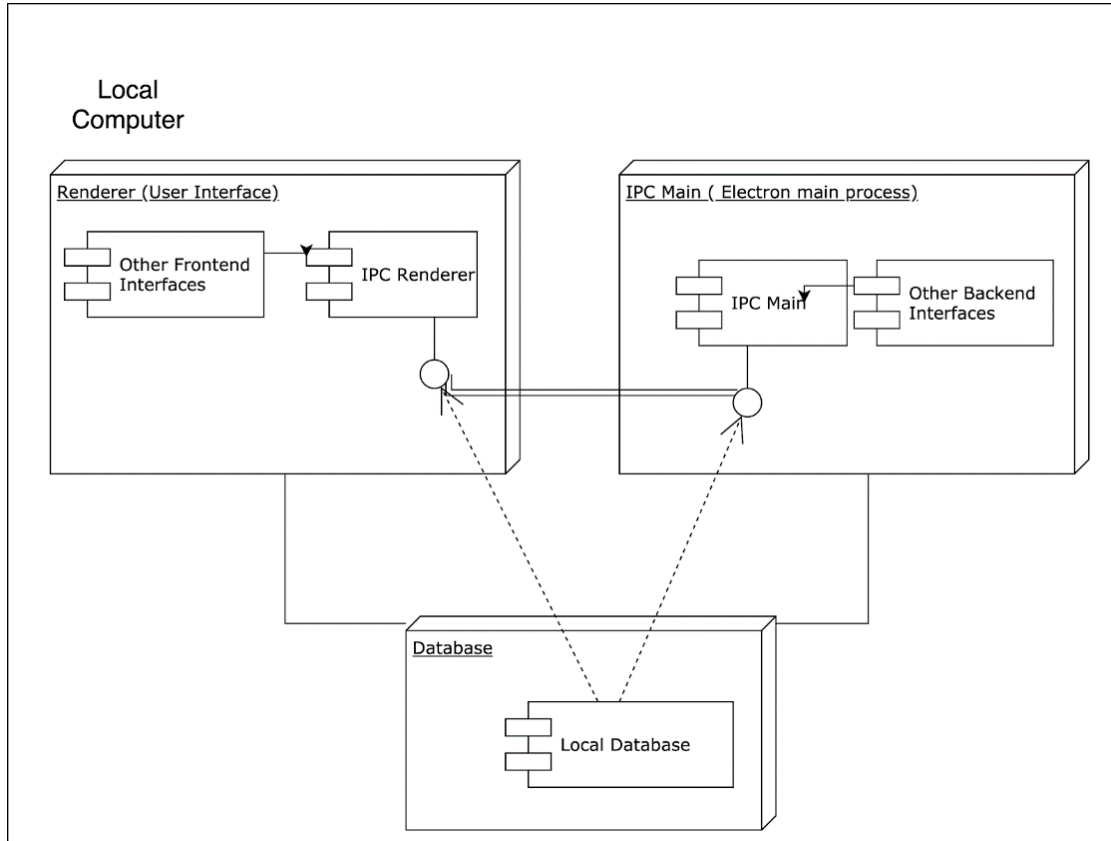 Local
Computer
Renderer (User Interface)
Other Frontend
Interfaces
IPC Renderer
IPC Main ( Electron main process)
IPC Main
Other Backend
Interfaces
Database
Local Database